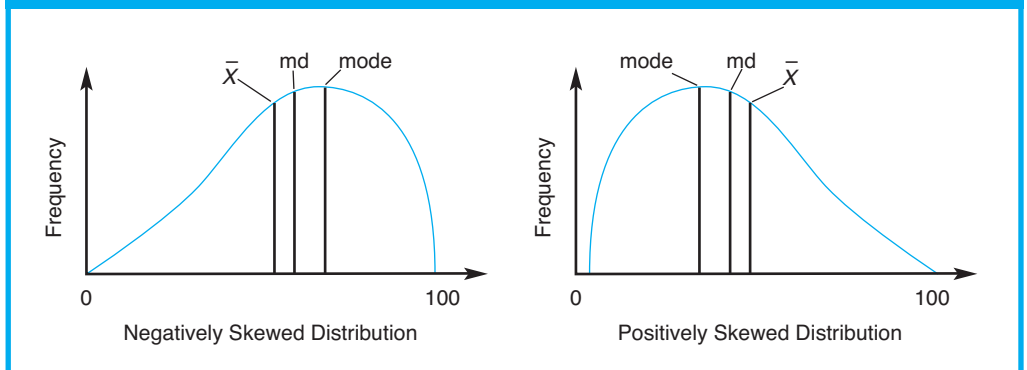 X̄ md mode
Frequency
0 100
Negatively Skewed Distribution
mode md X̄
Frequency
0 100
Positively Skewed Distribution